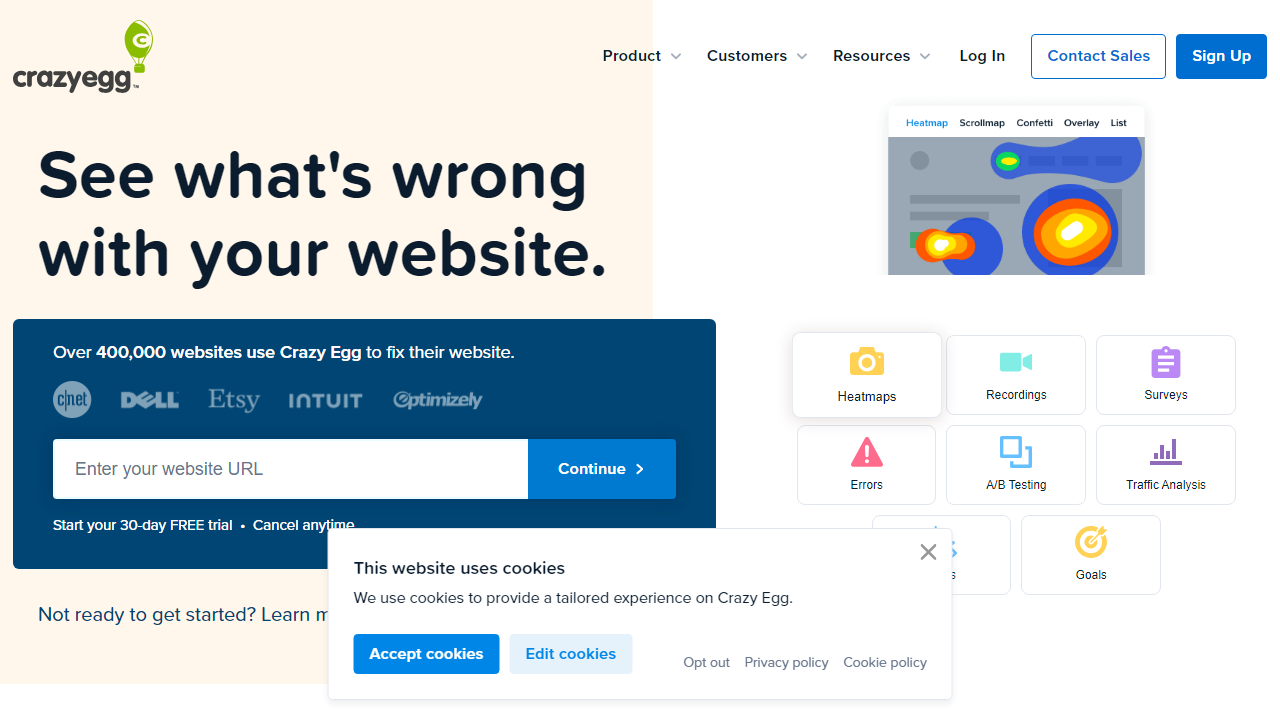 crazyegg™
Product
Customers
Resources
Log In
Contact Sales
Sign Up
See what's wrong
with your website.
Heatmap Scrollmap Confetti Overlay List
Over 400,000 websites use Crazy Egg to fix their website.
c|net DELL Etsy INTUIT Optimizely
Enter your website URL
Continue
Start your 30-day FREE trial • Cancel anytime
Not ready to get started? Learn
Heatmaps
Recordings
Surveys
Errors
A/B Testing
Traffic Analysis
Goals
This website uses cookies
We use cookies to provide a tailored experience on Crazy Egg.
Accept cookies
Edit cookies
Opt out
Privacy policy
Cookie policy